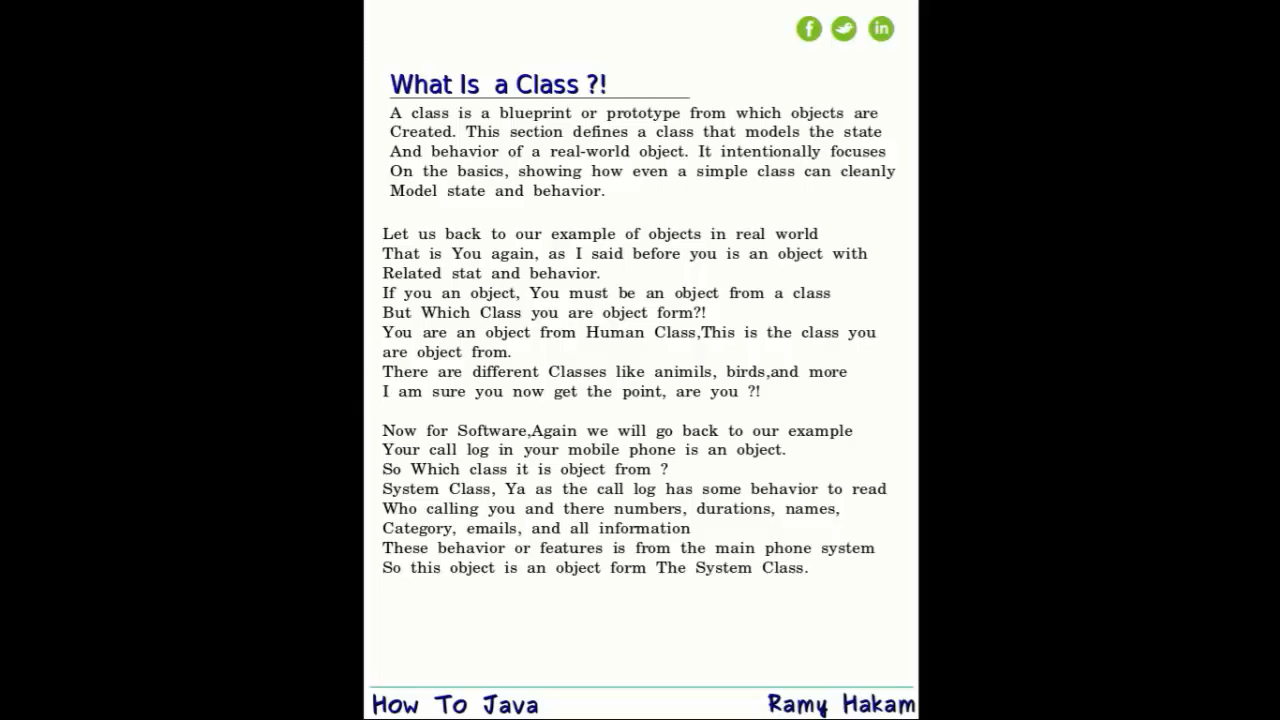 f in
What Is a Class ?!
A class is a blueprint or prototype from which objects are
Created. This section defines a class that models the state
And behavior of a real-world object. It intentionally focuses
On the basics, showing how even a simple class can cleanly
Model state and behavior.
Let us back to our example of objects in real world
That is You again, as I said before you is an object with
Related stat and behavior.
If you an object, You must be an object from a class
But Which Class you are object form?!
You are an object from Human Class,This is the class you
are object from.
There are different Classes like animils, birds,and more
I am sure you now get the point, are you ?!
Now for Software,Again we will go back to our example
Your call log in your mobile phone is an object.
So Which class it is object from ?
System Class, Ya as the call log has some behavior to read
Who calling you and there numbers, durations, names,
Category, emails, and all information
These behavior or features is from the main phone system
So this object is an object form The System Class.
How To Java Ramy Hakam